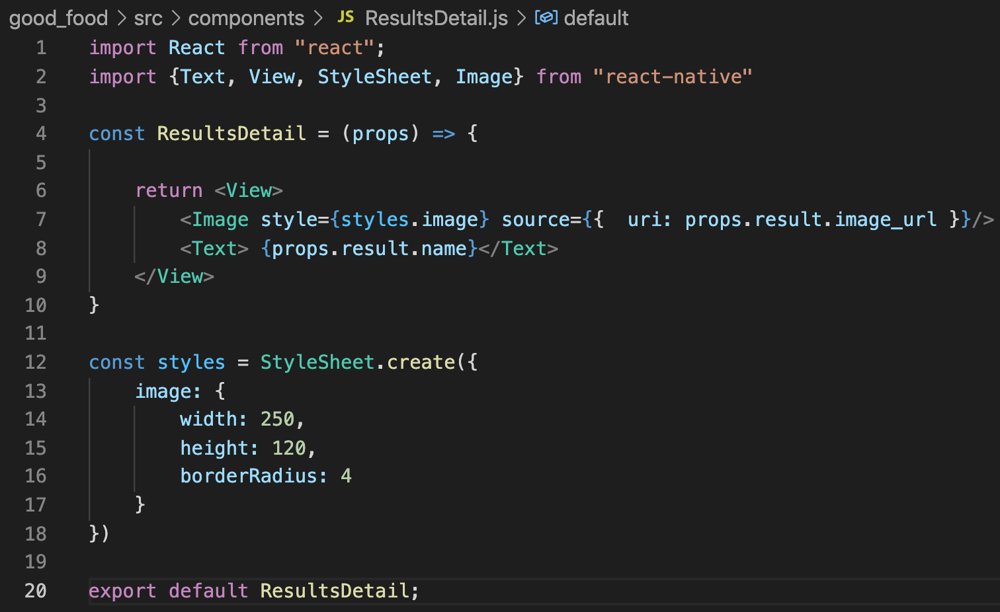 good_food > src > components > JS ResultsDetail.js > default
1 import React from "react";
2 import {Text, View, StyleSheet, Image} from "react-native"
3
4 const ResultsDetail = (props) => {
5
6     return <View>
7         <Image style={styles.image} source={{  uri: props.result.image_url }}/>
8         <Text> {props.result.name}</Text>
9     </View>
10 }
11
12 const styles = StyleSheet.create({
13     image: {
14         width: 250,
15         height: 120,
16         borderRadius: 4
17     }
18 })
19
20 export default ResultsDetail;